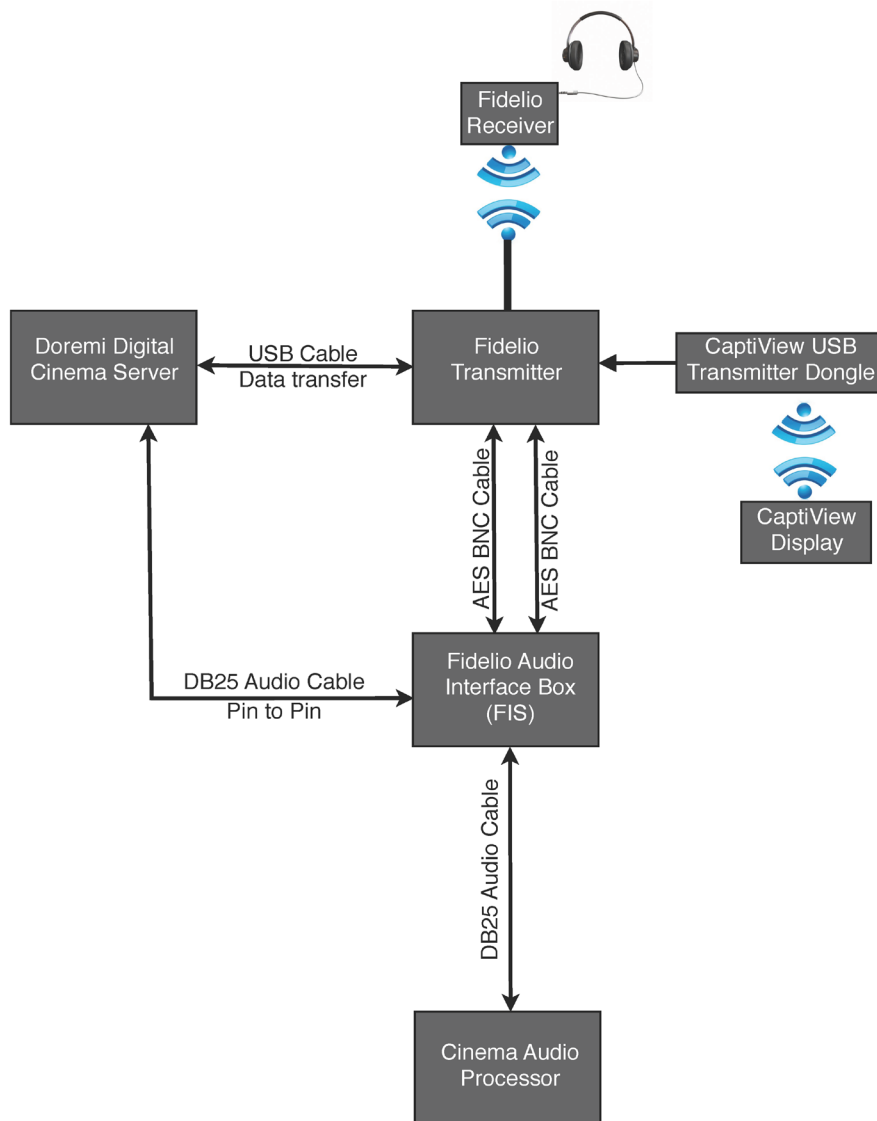 Fidelio
Receiver
Doremi Digital
Cinema Server
USB Cable
Data transfer
Fidelio
Transmitter
CaptiView USB
Transmitter Dongle
CaptiView
Display
AES BNC Cable
AES BNC Cable
DB25 Audio Cable
Pin to Pin
Fidelio Audio
Interface Box
(FIS)
DB25 Audio Cable
Cinema Audio
Processor